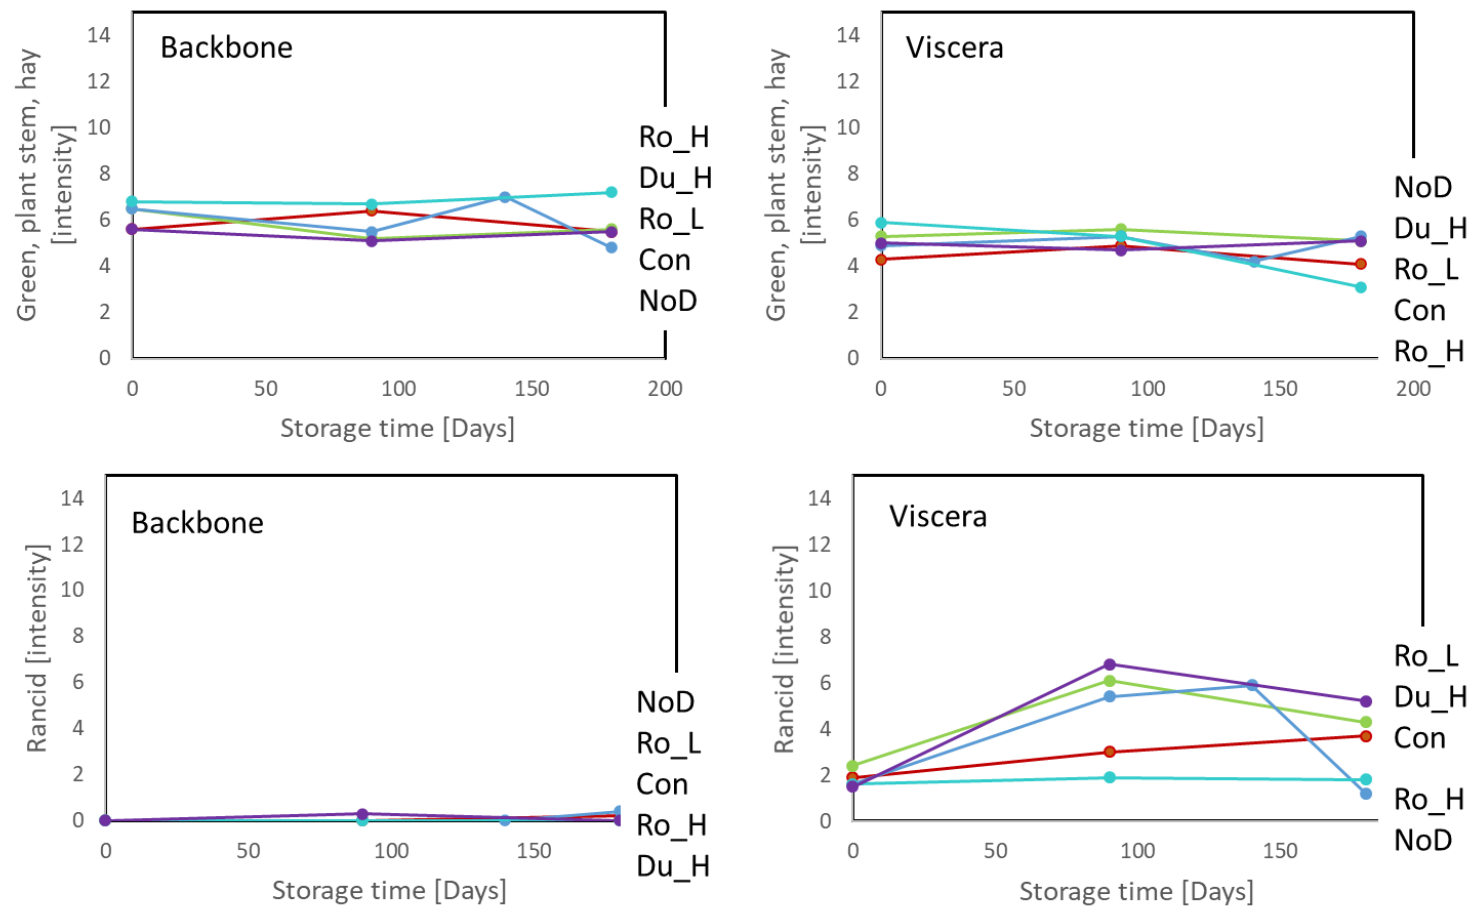 Backbone
Green, plant stem, hay
[intensity]
14
12
10
8
6
4
2
0
0 50 100 150 200
Storage time [Days]
Ro_H
Du_H
Ro_L
Con
NoD
Viscera
Green, plant stem, hay
[intensity]
14
12
10
8
6
4
2
0
0 50 100 150 200
Storage time [Days]
NoD
Du_H
Ro_L
Con
Ro_H
Backbone
Rancid [intensity]
14
12
10
8
6
4
2
0
0 50 100 150
Storage time [Days]
NoD
Ro_L
Con
Ro_H
Du_H
Viscera
Rancid [intensity]
14
12
10
8
6
4
2
0
0 50 100 150
Storage time [Days]
Ro_L
Du_H
Con
Ro_H
NoD